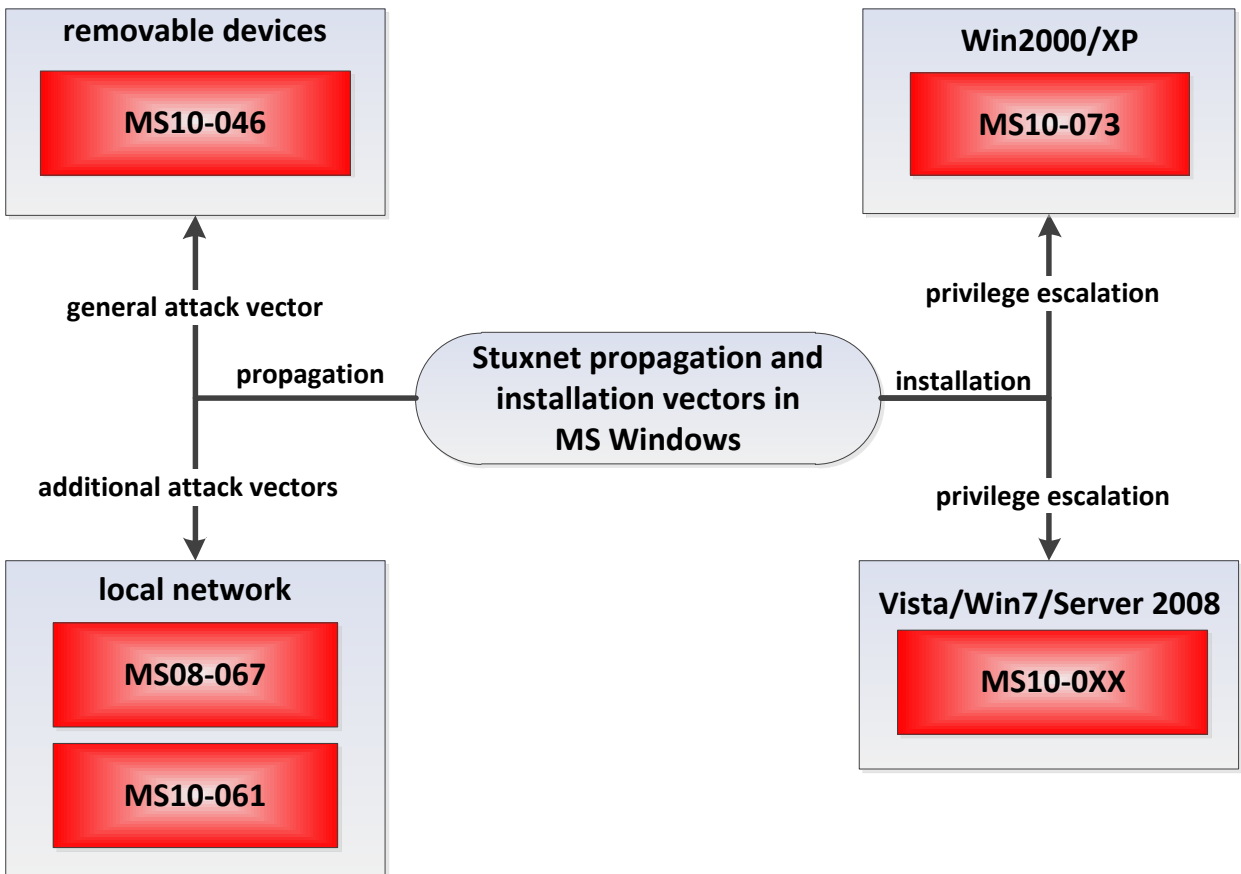 removable devices
MS10-046
Win2000/XP
MS10-073
general attack vector
privilege escalation
propagation
Stuxnet propagation and
installation vectors in
MS Windows
installation
additional attack vectors
privilege escalation
local network
MS08-067
MS10-061
Vista/Win7/Server 2008
MS10-0XX